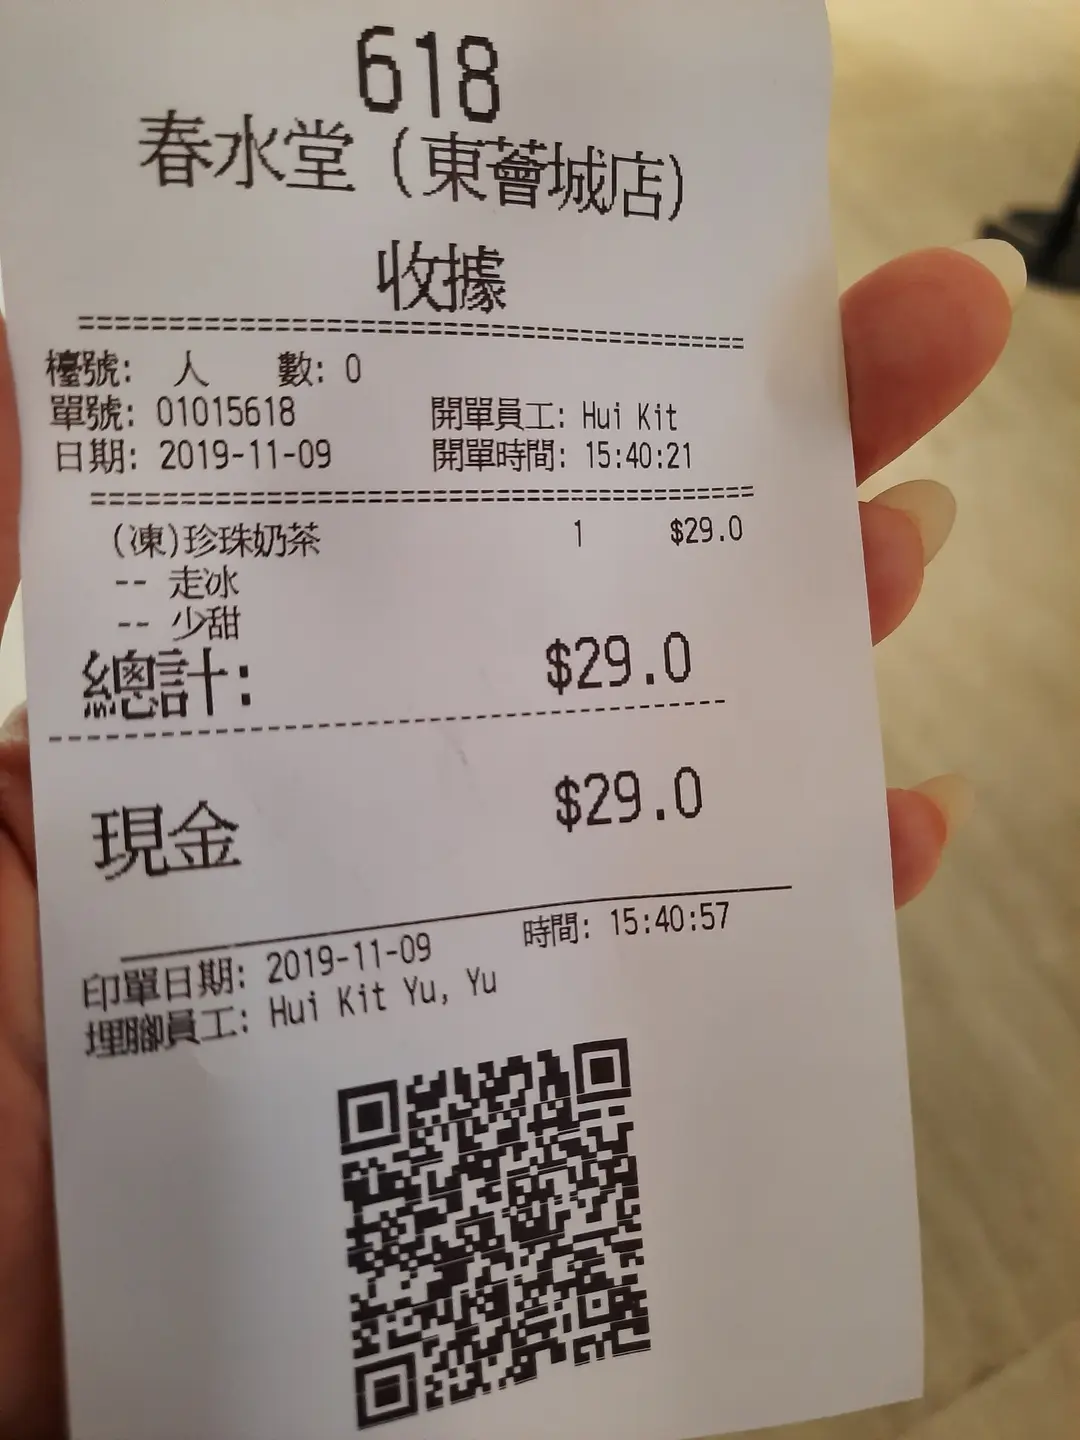 618
春水堂（東薈城店）
收據
===========================================
檯號: 人 數: 0
單號: 01015618 開單員工: Hui Kit
日期: 2019-11-09 開單時間: 15:40:21
===========================================
(凍)珍珠奶茶 1 $29.0
-- 走冰
-- 少甜
總計: $29.0
現金 $29.0
印單日期: 2019-11-09 時間: 15:40:57
埋腳員工: Hui Kit Yu, Yu